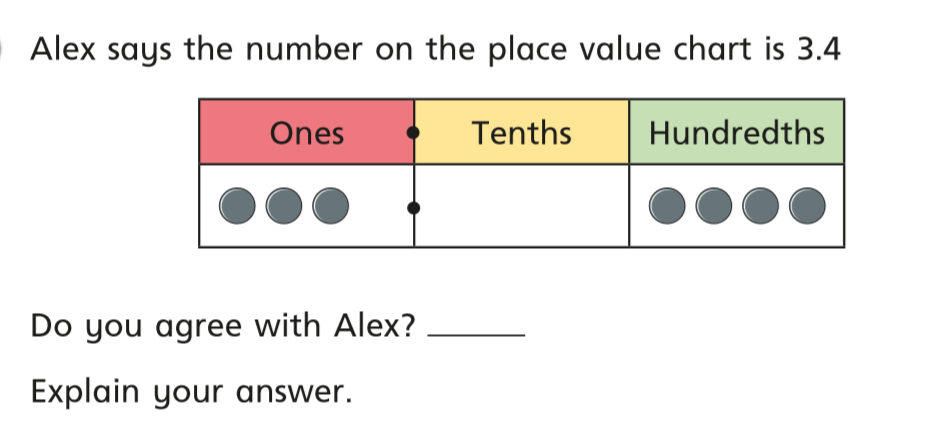 Alex says the number on the place value chart is 3.4
Ones Tenths Hundredths
Do you agree with Alex? ______
Explain your answer.